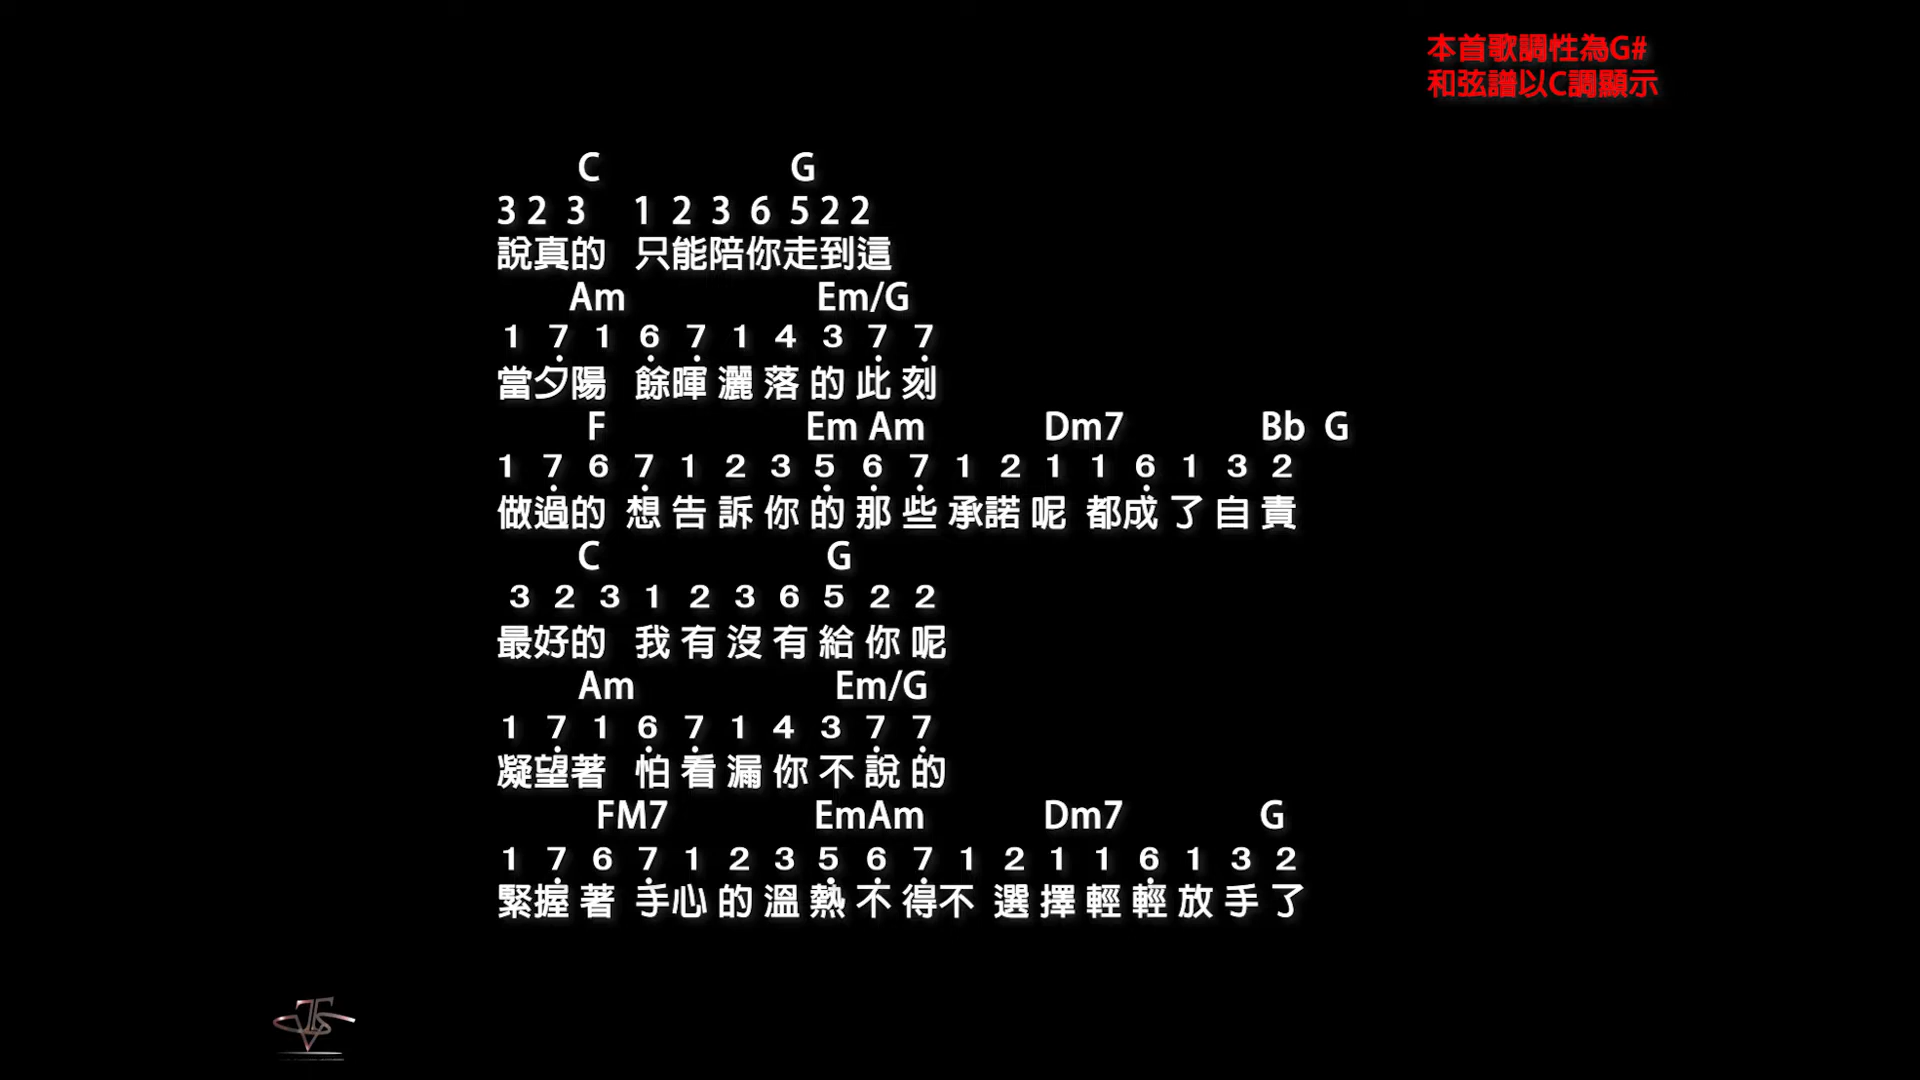 本首歌調性為G#
和弦譜以C調顯示
C G
3 2 3 1 2 3 6 5 2 2
說真的 只能陪你走到這
Am Em/G
1 7̣ 1 6̣ 7̣ 1 4 3 7̣ 7̣
當夕陽 餘暉灑落的此刻
F Em Am Dm7 Bb G
1 7̣ 6 7̣ 1 2 3 5̣ 6̣ 7̣ 1 2 1 1 6̣ 1 3 2
做過的 想告訴你的那些承諾呢 都成了自責
C G
3 2 3 1 2 3 6 5 2 2
最好的 我有沒有給你呢
Am Em/G
1 7̣ 1 6̣ 7̣ 1 4 3 7̣ 7̣
凝望著 怕看漏你不說的
FM7 EmAm Dm7 G
1 7̣ 6 7̣ 1 2 3 5̣ 6̣ 7̣ 1 2 1 1 6̣ 1 3 2
緊握著 手心的溫熱不得不 選擇輕輕放手了